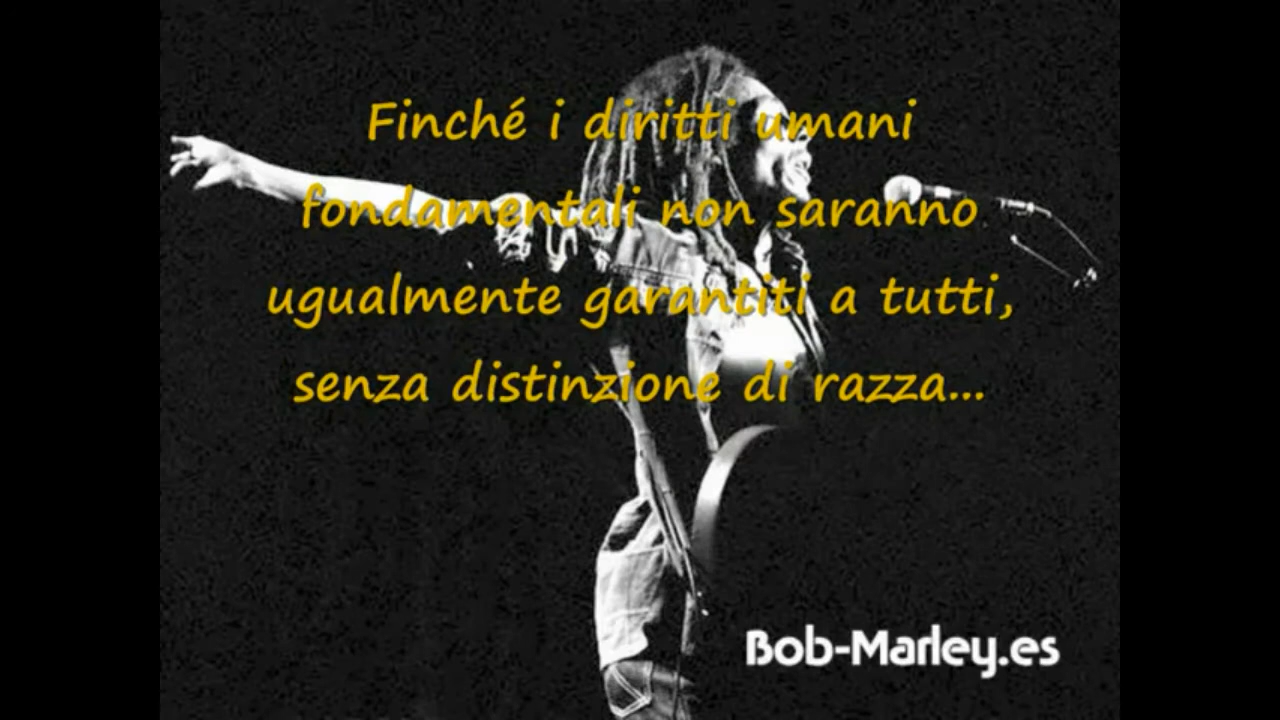 Finché i diritti umani
fondamentali non saranno
ugualmente garantiti a tutti,
senza distinzione di razza...
Bob-Marley.es